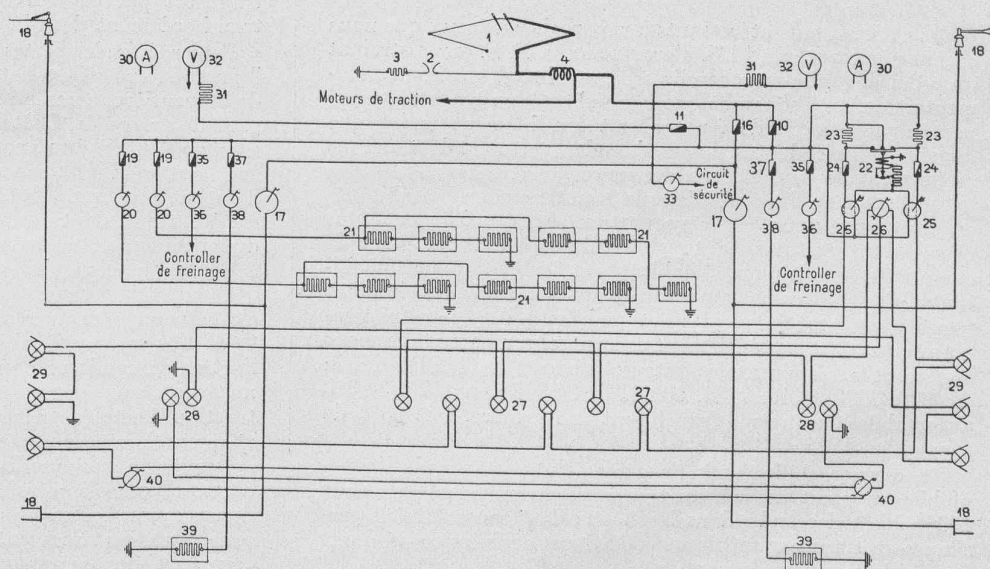 18
30 A
V 32
1
3 2 4
31
Moteurs de traction
11
31
32 V
A 30
18
16 10
23 23
22
19 19 35 37
37 35 24 24
20 20 36 38 17
33
Circuit
de
sécurité
17 38 36 25 26 25
Controller
de freinage
21 21
21
Controller
de freinage
29
28
27 27
28
29
40
40
18
39
39
18